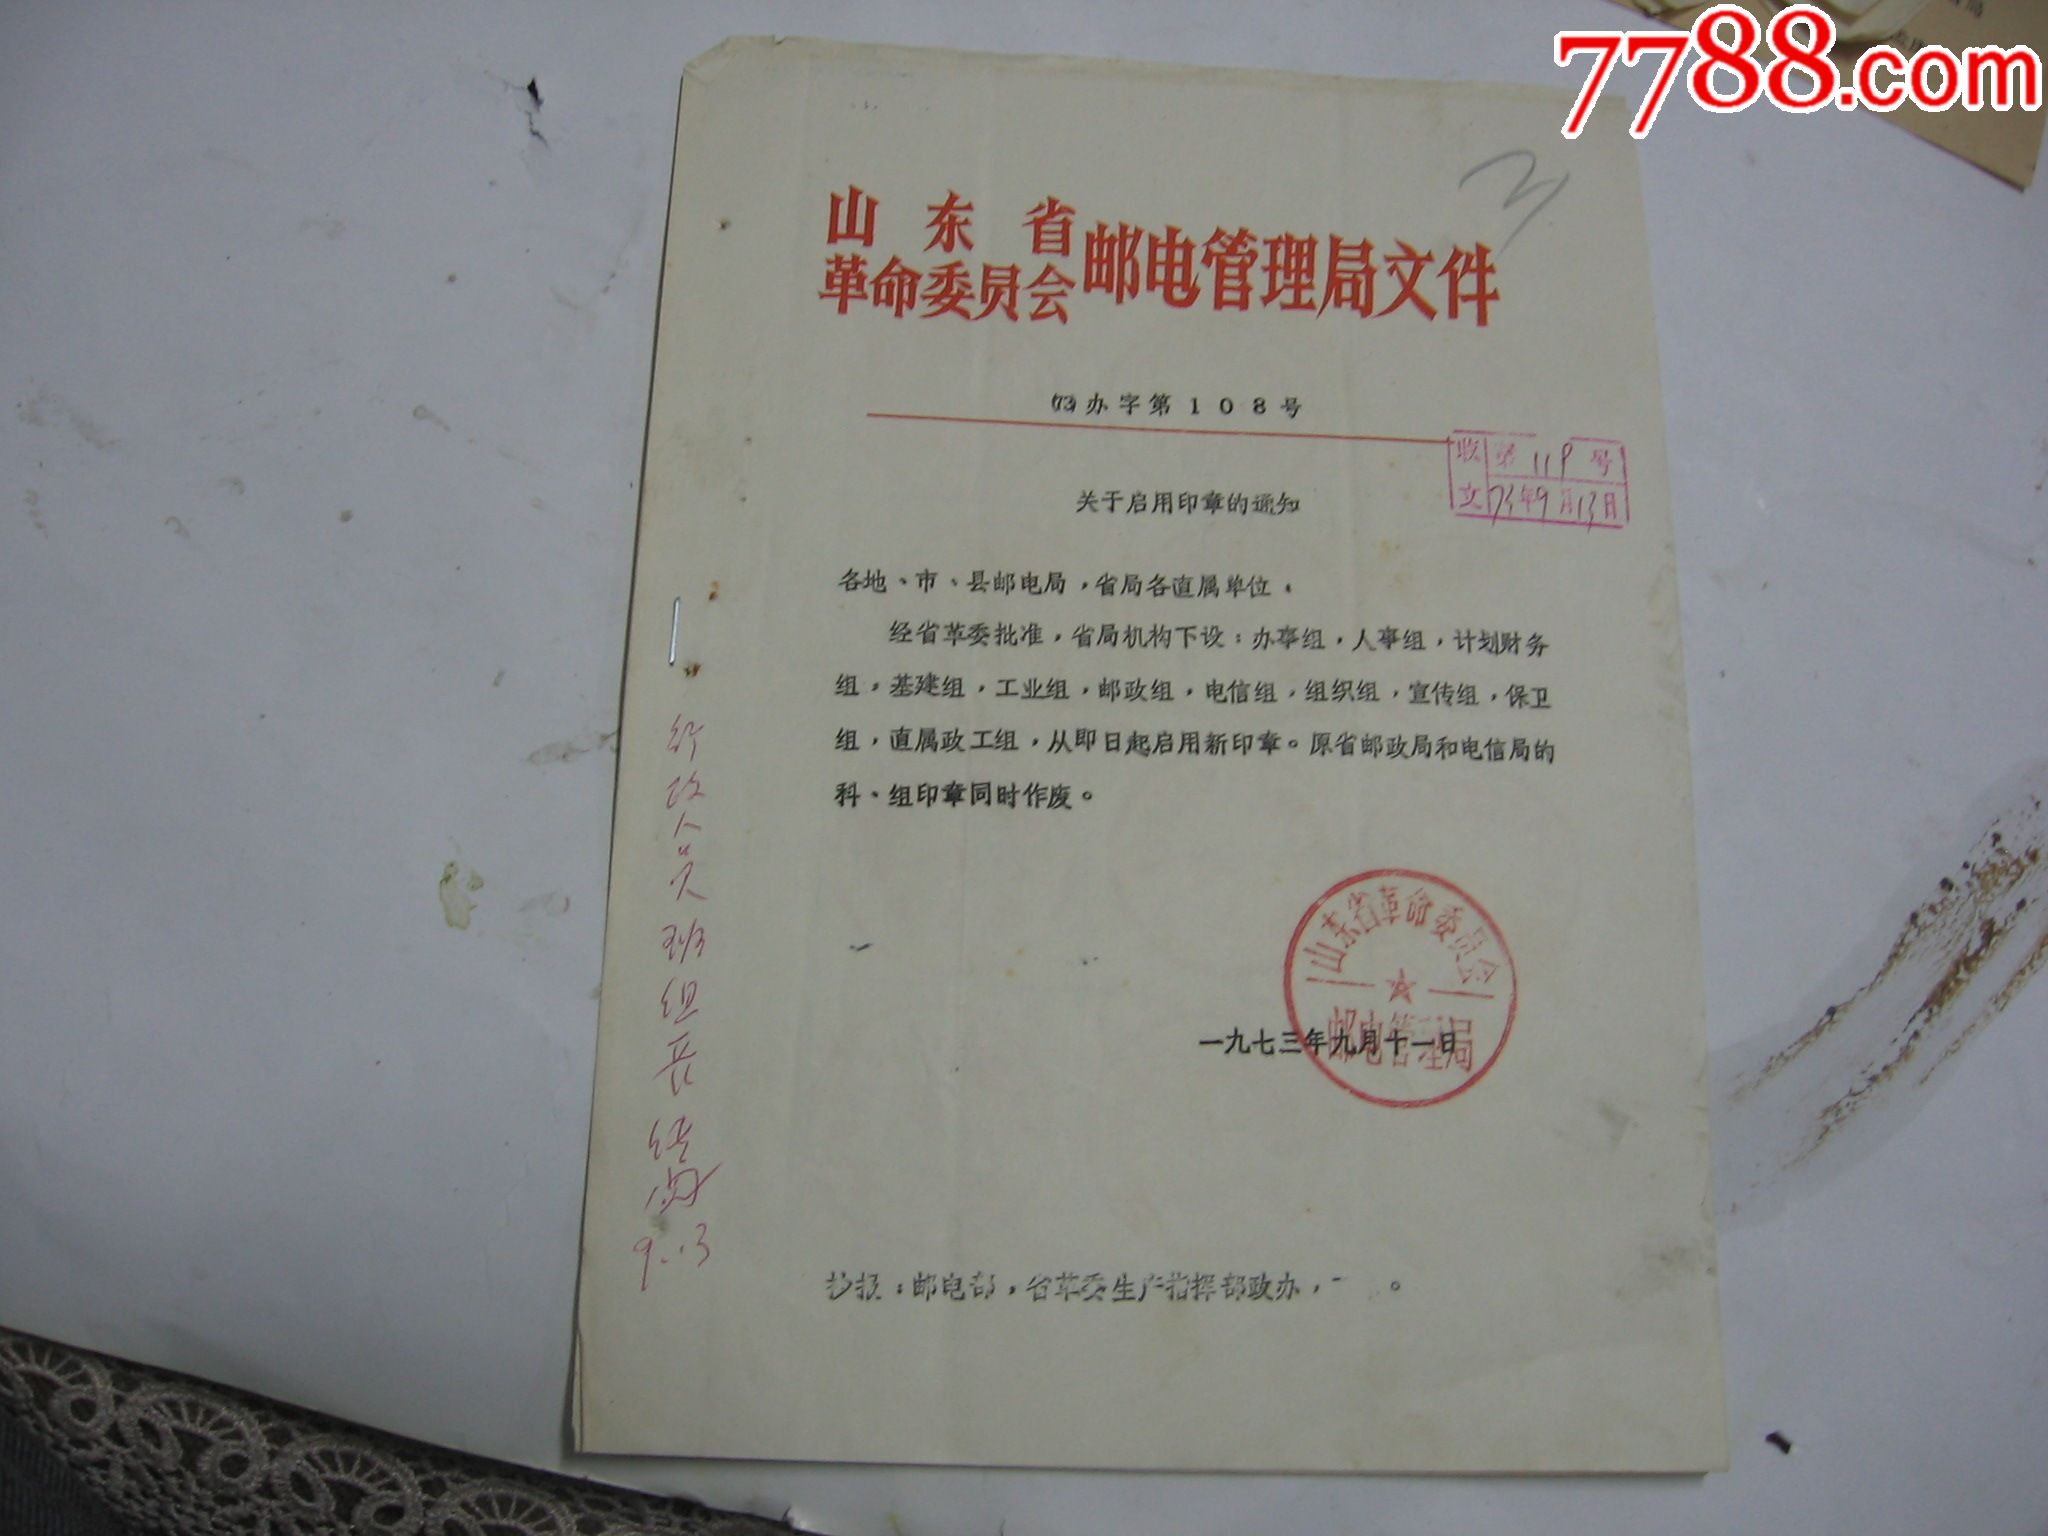 7788.com
山东省
革命委员会 邮电管理局文件
(73)办字第108号
收文 第119号
73年9月13日
关于启用印章的通知
各地、市、县邮电局，省局各直属单位．
经省革委批准，省局机构下设：办事组，人事组，计划财务
组，基建组，工业组，邮政组，电信组，组织组，宣传组，保卫
组，直属政工组，从即日起启用新印章。原省邮政局和电信局的
科、组印章同时作废。
山东省革命委员会
邮电管理局
一九七三年九月十一日
抄报：邮电部，省革委生产指挥部政办，
行政人员班组长传阅
9.13